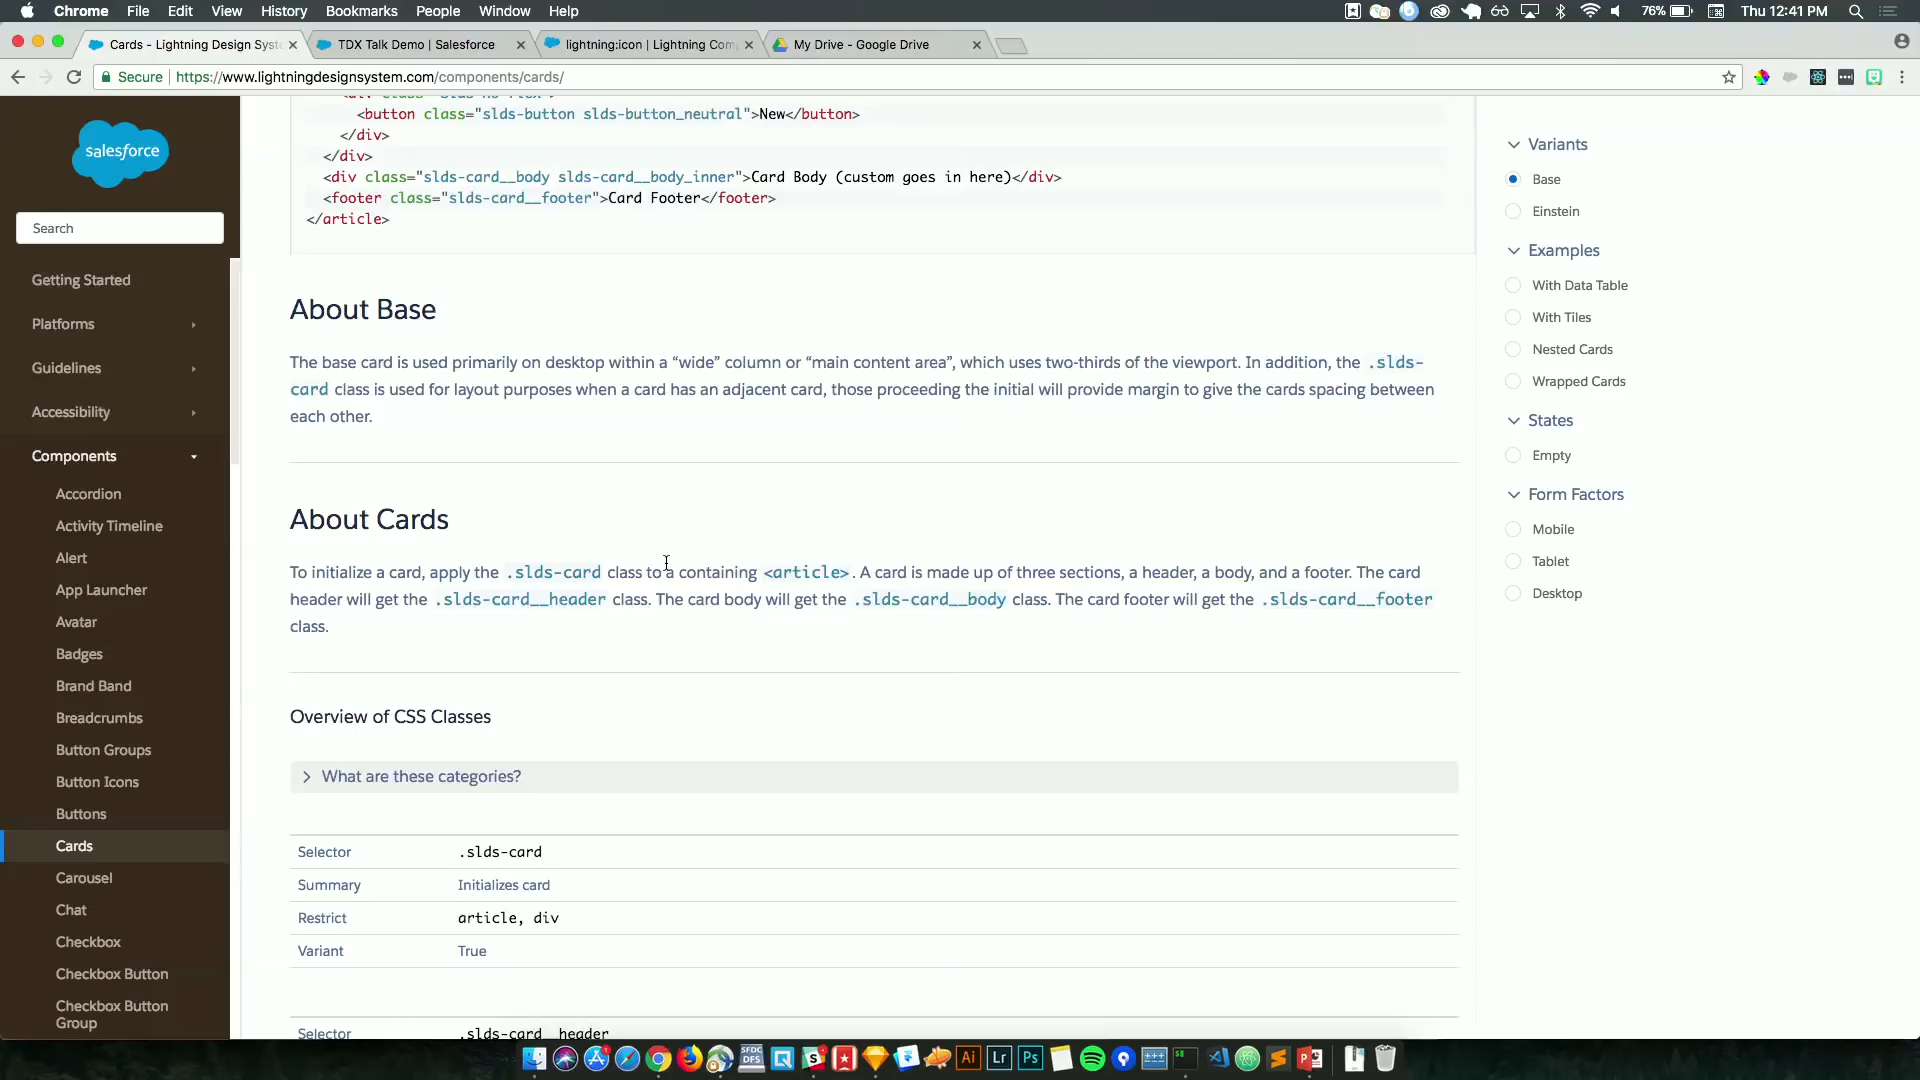 Chrome File Edit View History Bookmarks People Window Help 76% Thu 12:41 PM
Cards - Lightning Design Syste
TDX Talk Demo | Salesforce
lightning:icon | Lightning Com
My Drive - Google Drive
Secure https://www.lightningdesignsystem.com/components/cards/
salesforce
Search
Getting Started
Platforms
Guidelines
Accessibility
Components
Accordion
Activity Timeline
Alert
App Launcher
Avatar
Badges
Brand Band
Breadcrumbs
Button Groups
Button Icons
Buttons
Cards
Carousel
Chat
Checkbox
Checkbox Button
Checkbox Button
Group
<button class="slds-button slds-button_neutral">New</button>
</div>
</div>
<div class="slds-card__body slds-card__body_inner">Card Body (custom goes in here)</div>
<footer class="slds-card__footer">Card Footer</footer>
</article>
About Base
The base card is used primarily on desktop within a “wide” column or “main content area”, which uses two-thirds of the viewport. In addition, the .slds-
card class is used for layout purposes when a card has an adjacent card, those proceeding the initial will provide margin to give the cards spacing between
each other.
About Cards
To initialize a card, apply the .slds-card class to a containing <article>. A card is made up of three sections, a header, a body, and a footer. The card
header will get the .slds-card__header class. The card body will get the .slds-card__body class. The card footer will get the .slds-card__footer
class.
Overview of CSS Classes
What are these categories?
Selector .slds-card
Summary Initializes card
Restrict article, div
Variant True
Selector .slds-card__header
Variants
Base
Einstein
Examples
With Data Table
With Tiles
Nested Cards
Wrapped Cards
States
Empty
Form Factors
Mobile
Tablet
Desktop
SFDC
DFS
Ai Lr Ps